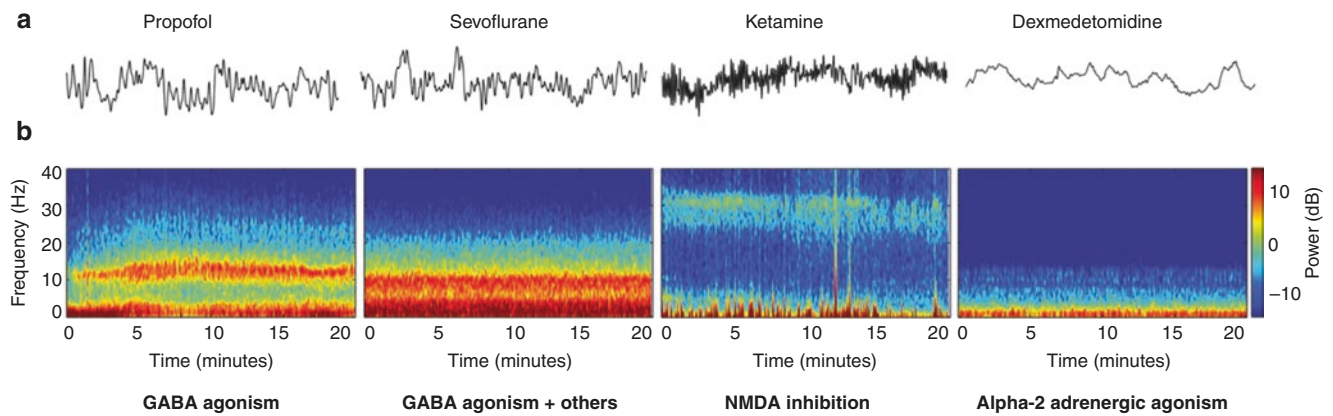 a
Propofol Sevoflurane Ketamine Dexmedetomidine
b
Frequency (Hz)
40
30
20
10
0
0 5 10 15 20 0 5 10 15 20 0 5 10 15 20 0 5 10 15 20
Time (minutes) Time (minutes) Time (minutes) Time (minutes)
10
0
−10
Power (dB)
GABA agonism GABA agonism + others NMDA inhibition Alpha-2 adrenergic agonism